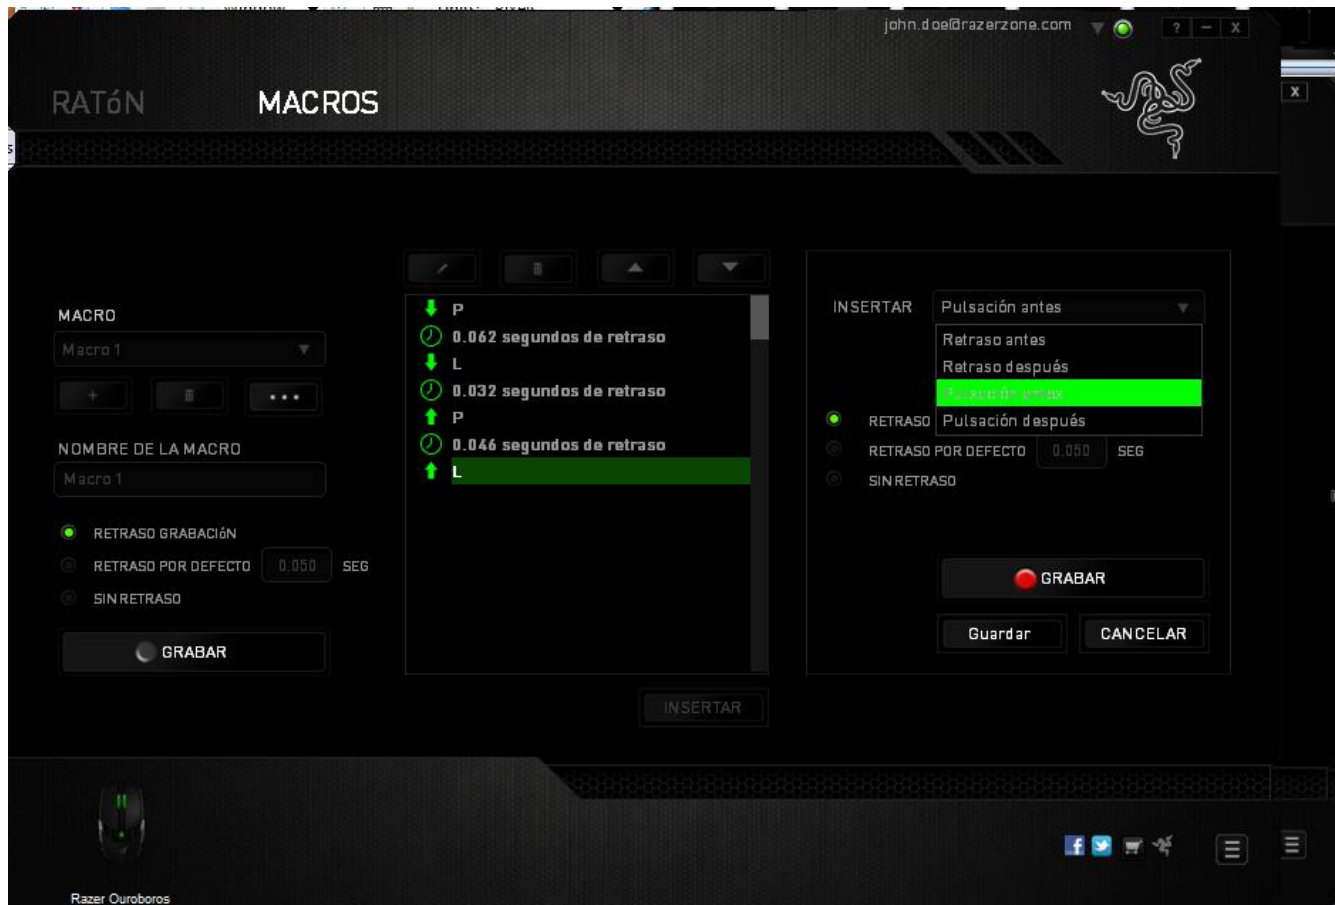 john.doe@razerzone.com
? - X
RATóN
MACROS
X
MACRO
Macro 1
+
NOMBRE DE LA MACRO
Macro 1
RETRASO GRABACIóN
RETRASO POR DEFECTO 0.050 SEG
SIN RETRASO
GRABAR
P
0.062 segundos de retraso
L
0.032 segundos de retraso
P
0.046 segundos de retraso
L
INSERTAR
INSERTAR Pulsación antes
Retraso antes
Retraso después
Pulsación antes
Pulsación después
RETRASO
RETRASO POR DEFECTO 0.050 SEG
SIN RETRASO
GRABAR
Guardar
CANCELAR
Razer Ouroboros